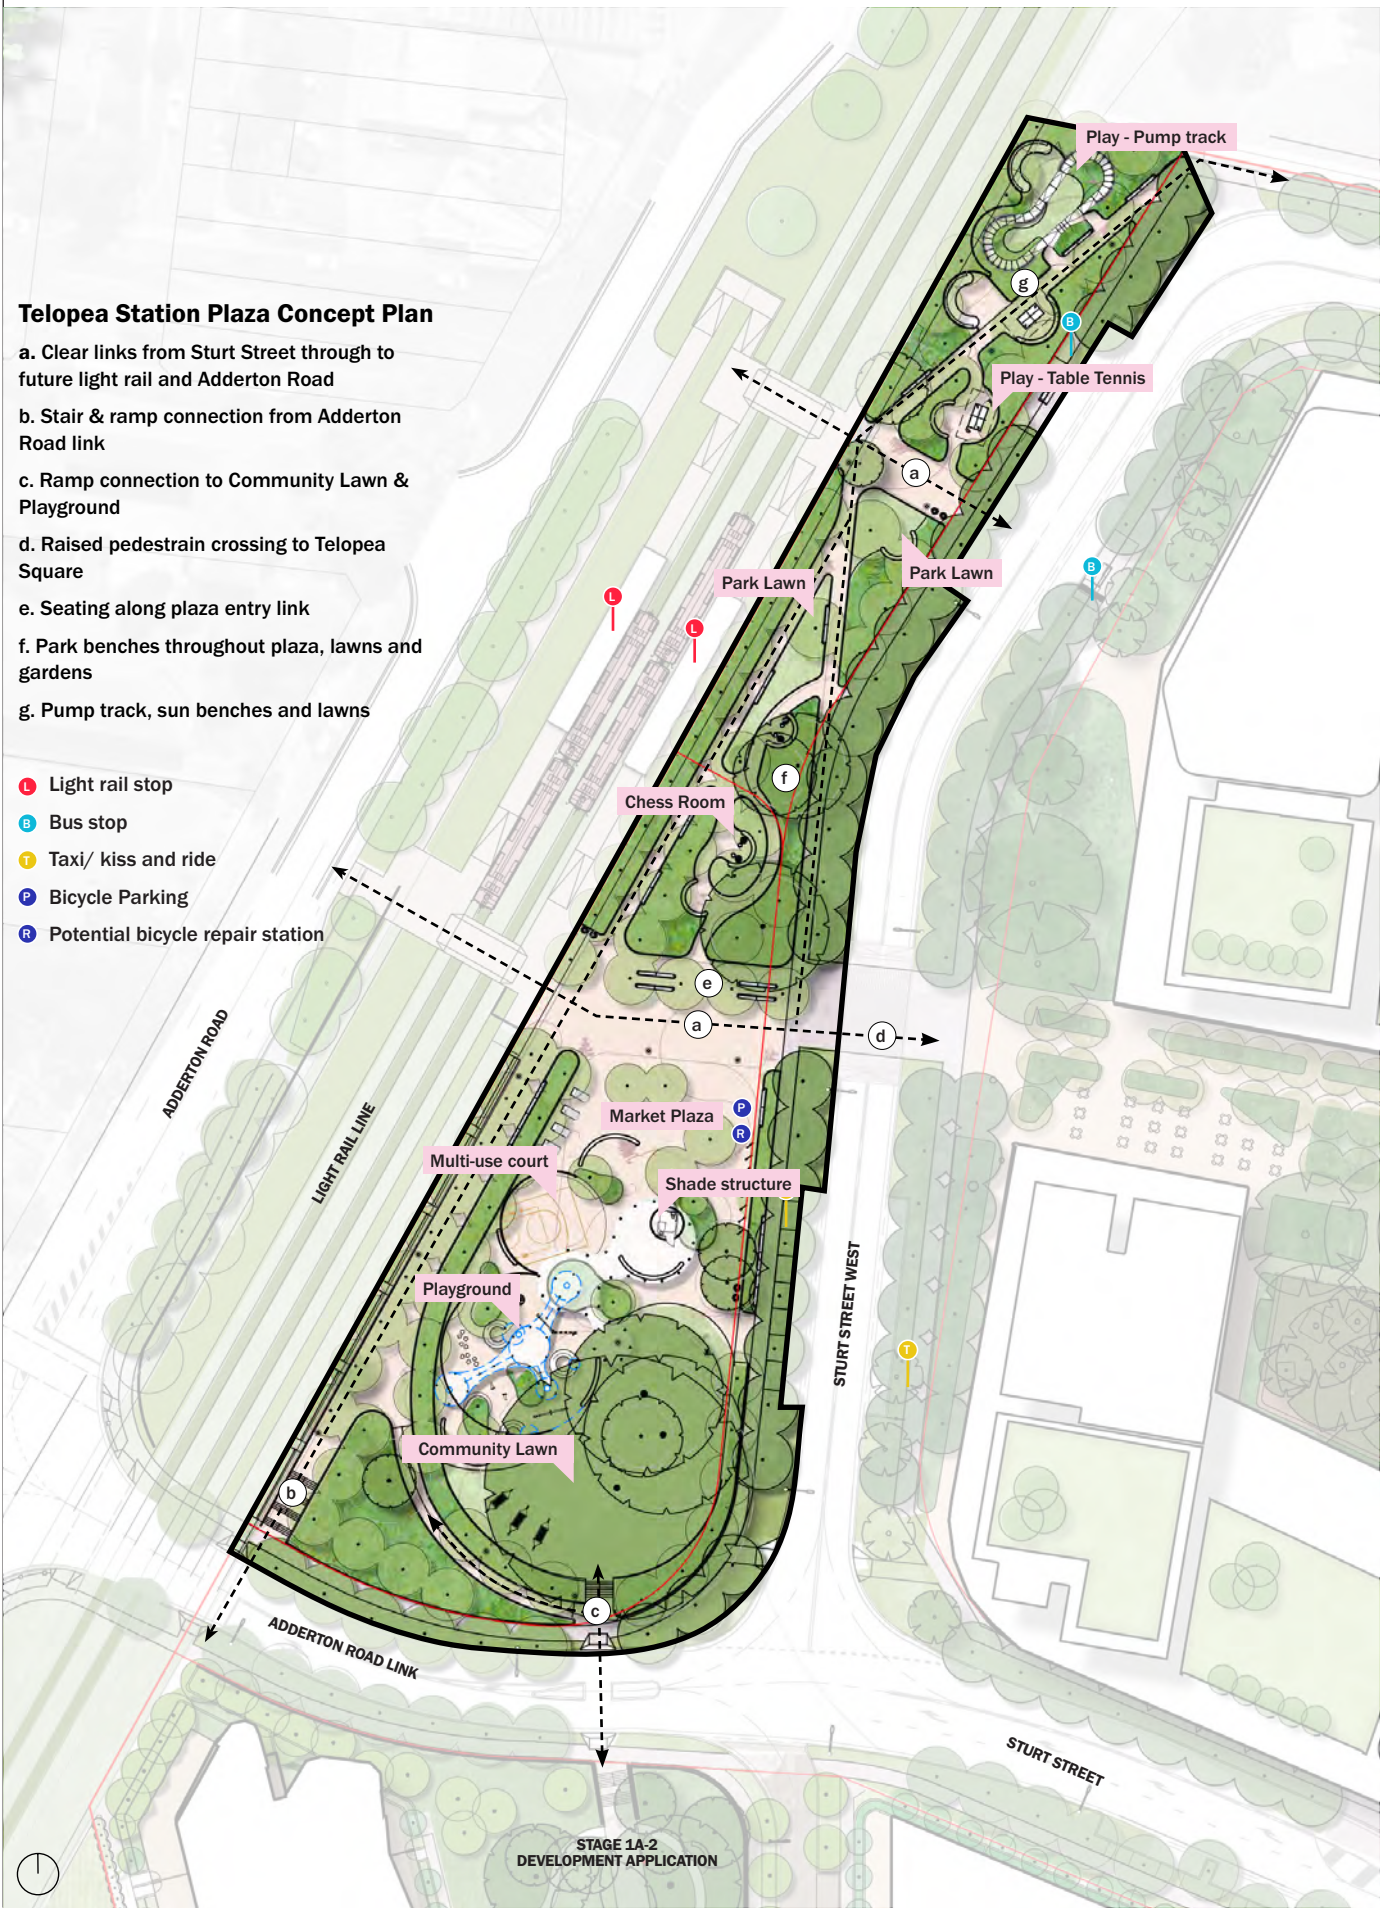 Play - Pump track
g
B
Telopea Station Plaza Concept Plan
a. Clear links from Sturt Street through to
future light rail and Adderton Road
b. Stair & ramp connection from Adderton
Road link
c. Ramp connection to Community Lawn &
Playground
d. Raised pedestrain crossing to Telopea
Square
e. Seating along plaza entry link
f. Park benches throughout plaza, lawns and
gardens
g. Pump track, sun benches and lawns
L Light rail stop
B Bus stop
T Taxi/ kiss and ride
P Bicycle Parking
R Potential bicycle repair station
Play - Table Tennis
a
B
Park Lawn
Park Lawn
L
L
f
Chess Room
e
a
d
ADDERTON ROAD
LIGHT RAIL LINE
Market Plaza
P
R
Multi-use court
Shade structure
Playground
STURT STREET WEST
T
Community Lawn
b
c
ADDERTON ROAD LINK
STURT STREET
STAGE 1A-2
DEVELOPMENT APPLICATION